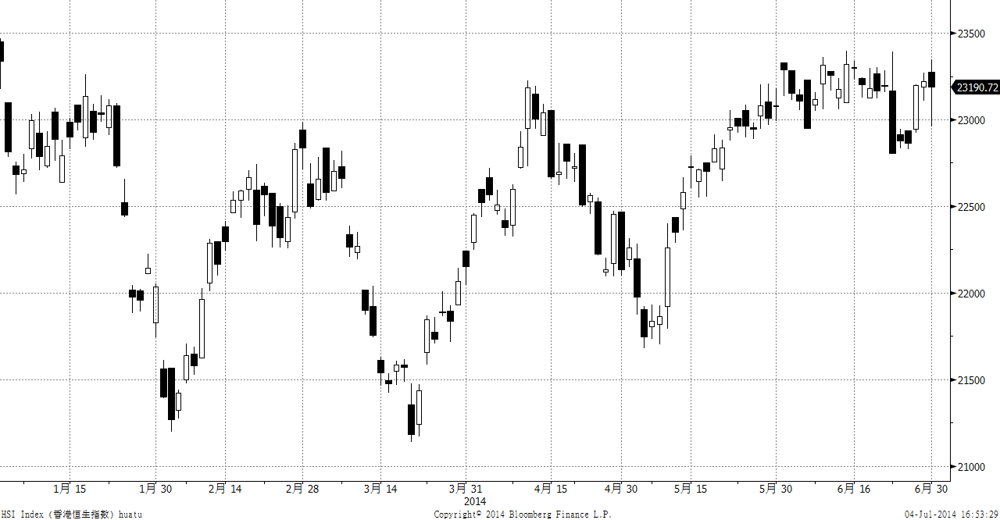 23500
23190.72
23000
22500
22000
21500
21000
1月 15
1月 30
2月 14
2月 28
3月 14
3月 31
4月 15
4月 30
5月 15
5月 30
6月 16
6月 30
2014
HSI Index (香港恒生指数) huatu
Copyright© 2014 Bloomberg Finance L.P.
04-Jul-2014 16:53:29